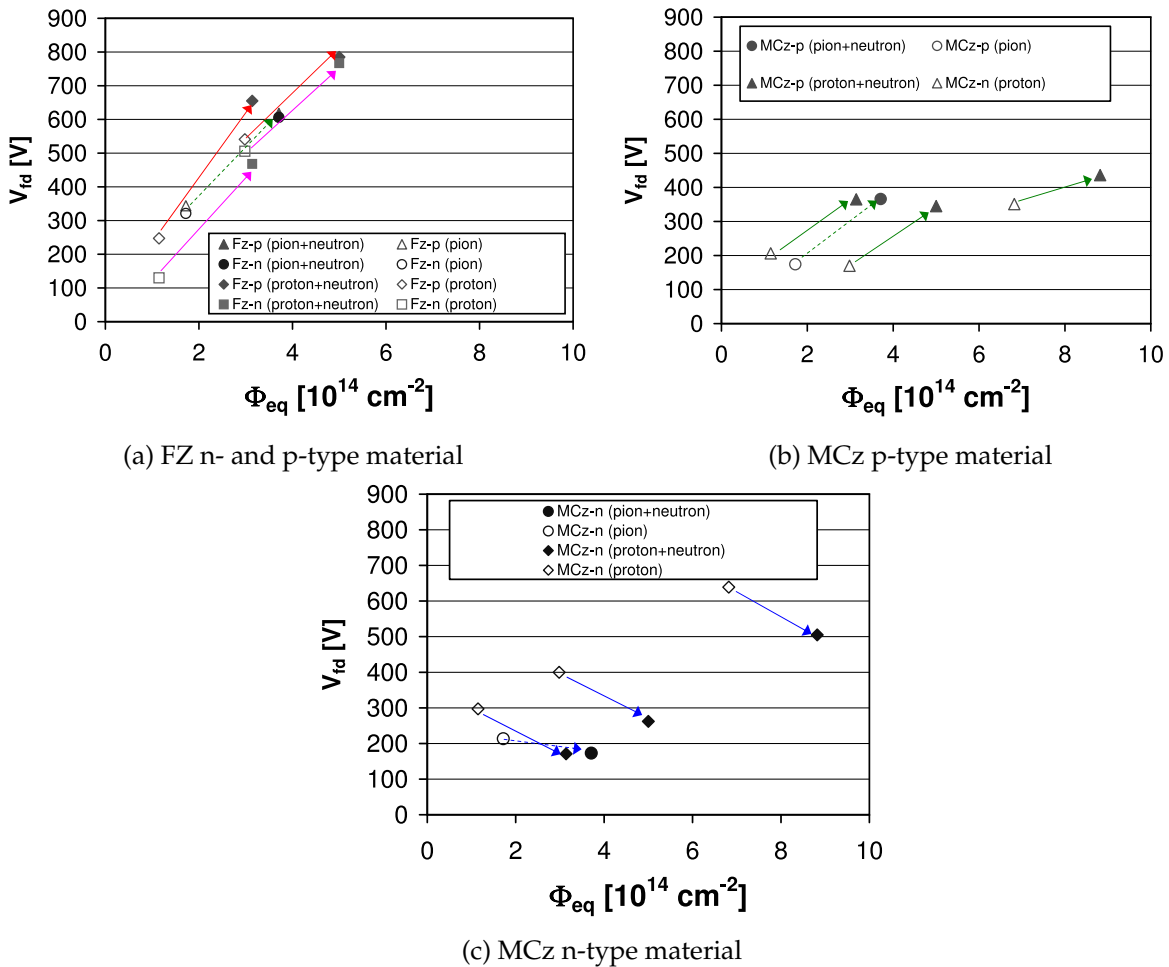 900
800
700
600
500
400
300
200
100
0
V_fd [V]
Fz-p (pion+neutron) Fz-p (pion)
Fz-n (pion+neutron) Fz-n (pion)
Fz-p (proton+neutron) Fz-p (proton)
Fz-n (proton+neutron) Fz-n (proton)
0 2 4 6 8 10
Φ_eq [10^14 cm^-2]
(a) FZ n- and p-type material
900
800
700
600
500
400
300
200
100
0
V_fd [V]
MCz-p (pion+neutron) MCz-p (pion)
MCz-p (proton+neutron) MCz-n (proton)
0 2 4 6 8 10
Φ_eq [10^14 cm^-2]
(b) MCz p-type material
900
800
700
600
500
400
300
200
100
0
V_fd [V]
MCz-n (pion+neutron)
MCz-n (pion)
MCz-n (proton+neutron)
MCz-n (proton)
0 2 4 6 8 10
Φ_eq [10^14 cm^-2]
(c) MCz n-type material